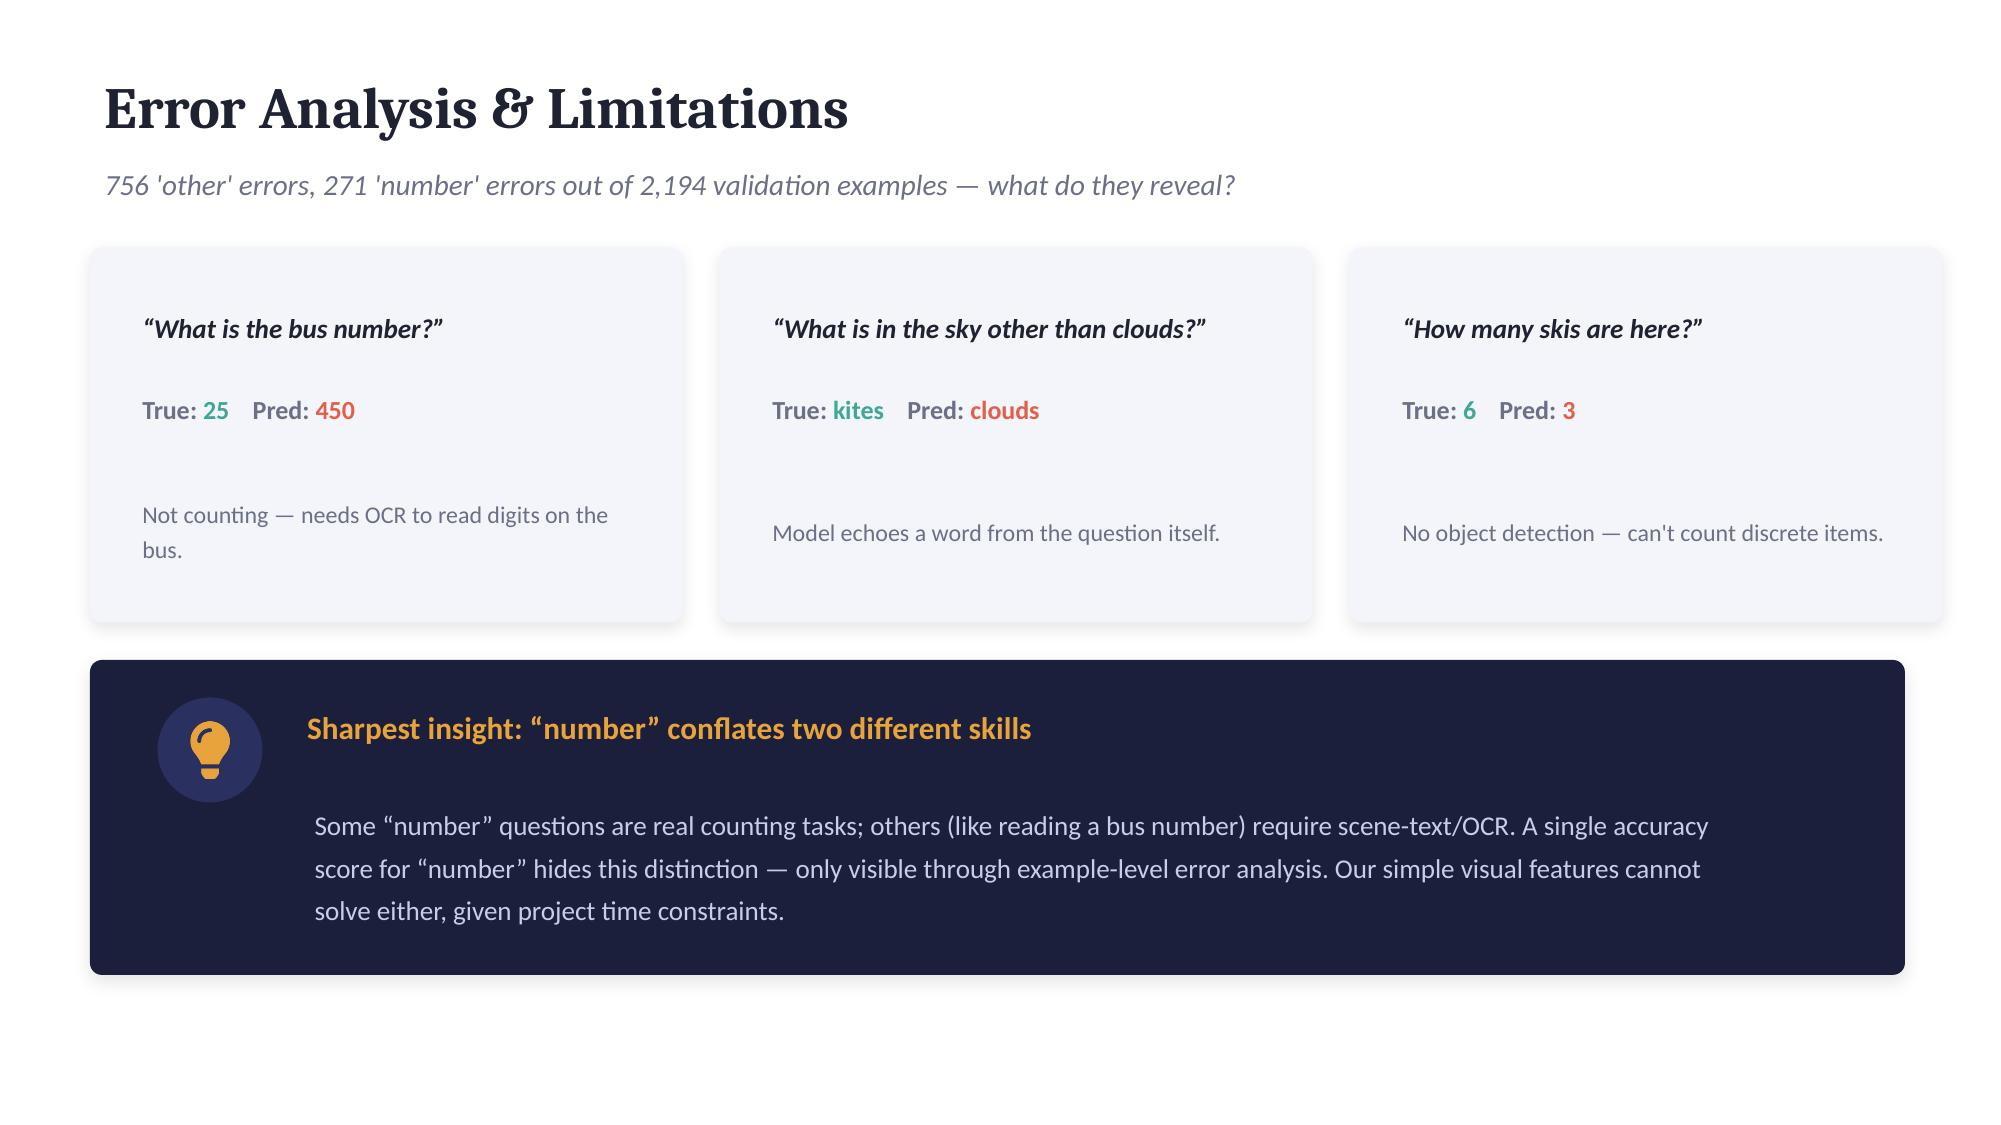 Error Analysis & Limitations
756 'other' errors, 271 'number' errors out of 2,194 validation examples — what do they reveal?
“What is the bus number?”
True: 25 Pred: 450
Not counting — needs OCR to read digits on the
bus.
“What is in the sky other than clouds?”
True: kites Pred: clouds
Model echoes a word from the question itself.
“How many skis are here?”
True: 6 Pred: 3
No object detection — can't count discrete items.
Sharpest insight: “number” conflates two different skills
Some “number” questions are real counting tasks; others (like reading a bus number) require scene-text/OCR. A single accuracy
score for “number” hides this distinction — only visible through example-level error analysis. Our simple visual features cannot
solve either, given project time constraints.